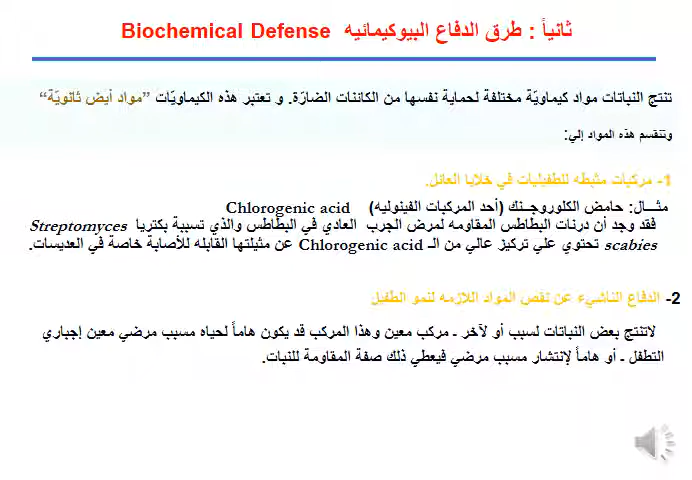 ثانياً : طرق الدفاع البيوكيمائيه Biochemical Defense
تنتج النباتات مواد كيماويّة مختلفة لحماية نفسها من الكائنات الضارّة. و تعتبر هذه الكيماويّات ”مواد أيض ثانويّة“
وتنقسم هذه المواد إلي:
1- مركبات مثبطه للطفيليات في خلايا العائل.
مثـــال: حامض الكلوروجـــنك (أحد المركبات الفينوليه) Chlorogenic acid
فقد وجد أن درنات البطاطس المقاومه لمرض الجرب العادي في البطاطس والذي تسببة بكتريا Streptomyces
scabies تحتوي علي تركيز عالي من الـ Chlorogenic acid عن مثيلتها القابله للأصابة خاصة في العديسات.
2- الدفاع الناشيء عن نقص المواد اللازمه لنمو الطفيل
لاتنتج بعض النباتات لسبب أو لآخر ـ مركب معين وهذا المركب قد يكون هاماً لحياه مسبب مرضي معين إجباري
التطفل ـ أو هاماً لإنتشار مسبب مرضي فيعطي ذلك صفة المقاومة للنبات.